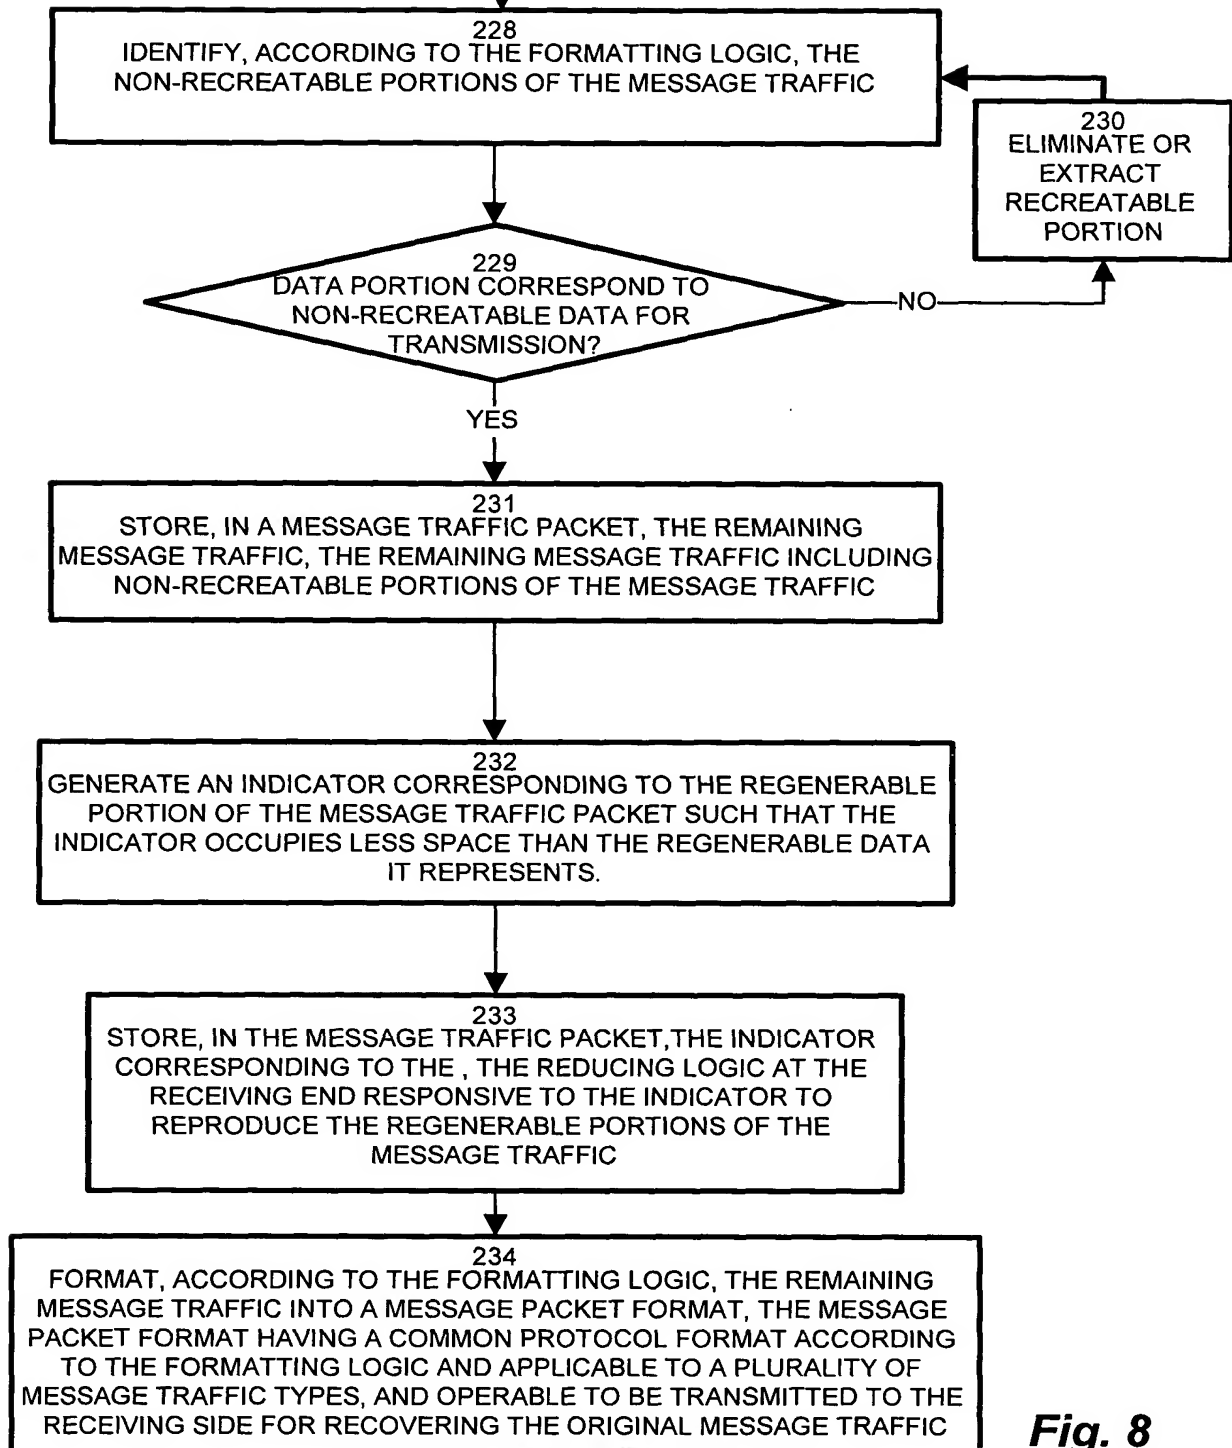 228
IDENTIFY, ACCORDING TO THE FORMATTING LOGIC, THE
NON-RECREATABLE PORTIONS OF THE MESSAGE TRAFFIC
230
ELIMINATE OR
EXTRACT
RECREATABLE
PORTION
229
DATA PORTION CORRESPOND TO
NON-RECREATABLE DATA FOR
TRANSMISSION?
NO
YES
231
STORE, IN A MESSAGE TRAFFIC PACKET, THE REMAINING
MESSAGE TRAFFIC, THE REMAINING MESSAGE TRAFFIC INCLUDING
NON-RECREATABLE PORTIONS OF THE MESSAGE TRAFFIC
232
GENERATE AN INDICATOR CORRESPONDING TO THE REGENERABLE
PORTION OF THE MESSAGE TRAFFIC PACKET SUCH THAT THE
INDICATOR OCCUPIES LESS SPACE THAN THE REGENERABLE DATA
IT REPRESENTS.
233
STORE, IN THE MESSAGE TRAFFIC PACKET,THE INDICATOR
CORRESPONDING TO THE , THE REDUCING LOGIC AT THE
RECEIVING END RESPONSIVE TO THE INDICATOR TO
REPRODUCE THE REGENERABLE PORTIONS OF THE
MESSAGE TRAFFIC
234
FORMAT, ACCORDING TO THE FORMATTING LOGIC, THE REMAINING
MESSAGE TRAFFIC INTO A MESSAGE PACKET FORMAT, THE MESSAGE
PACKET FORMAT HAVING A COMMON PROTOCOL FORMAT ACCORDING
TO THE FORMATTING LOGIC AND APPLICABLE TO A PLURALITY OF
MESSAGE TRAFFIC TYPES, AND OPERABLE TO BE TRANSMITTED TO THE
RECEIVING SIDE FOR RECOVERING THE ORIGINAL MESSAGE TRAFFIC
Fig. 8